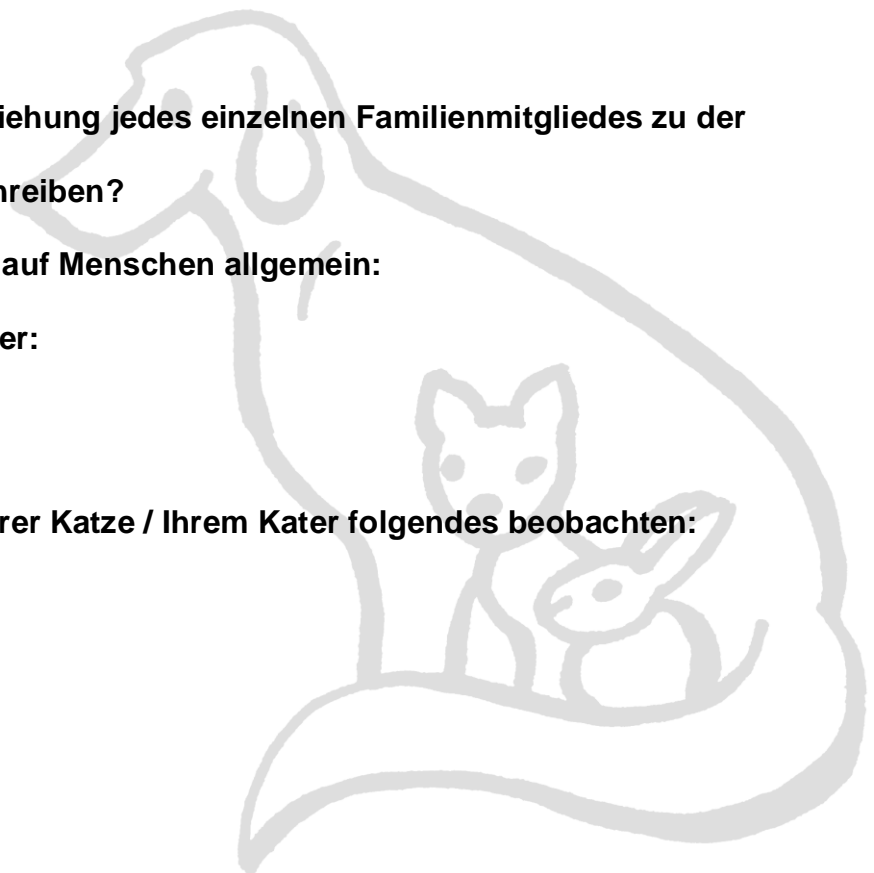 iehung jedes einzelnen Familienmitgliedes zu der
hreiben?
auf Menschen allgemein:
er:
rer Katze / Ihrem Kater folgendes beobachten: